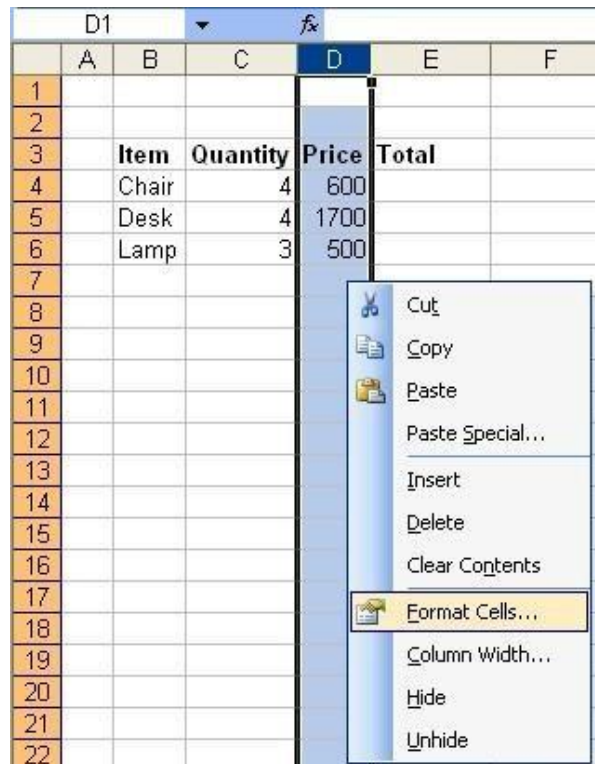 D1 fx
A B C D E F
1
2
3 Item Quantity Price Total
4 Chair 4 600
5 Desk 4 1700
6 Lamp 3 500
7
8 Cut
9 Copy
10 Paste
11
12 Paste Special...
13 Insert
14
15 Delete
16 Clear Contents
17 Format Cells...
18
19 Column Width...
20 Hide
21 Unhide
22